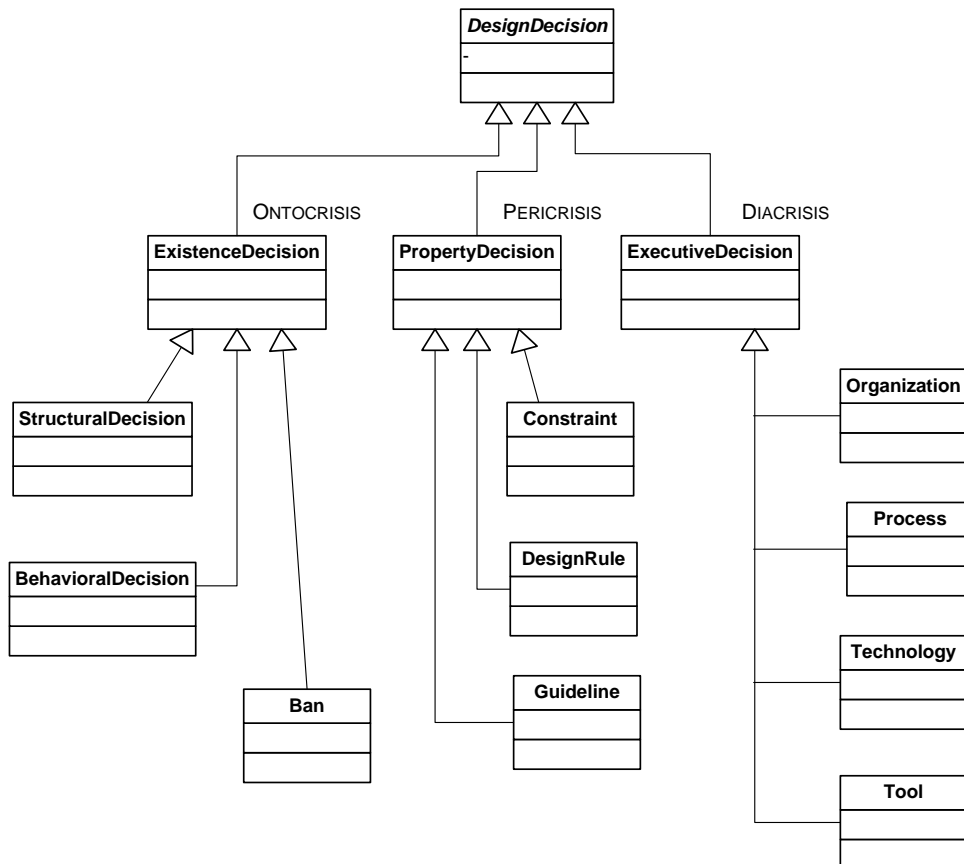 DesignDecision
-
ONTOCRISIS
PERICRISIS
DIACRISIS
ExistenceDecision
PropertyDecision
ExecutiveDecision
Organization
StructuralDecision
Constraint
Process
DesignRule
BehavioralDecision
Technology
Guideline
Ban
Tool